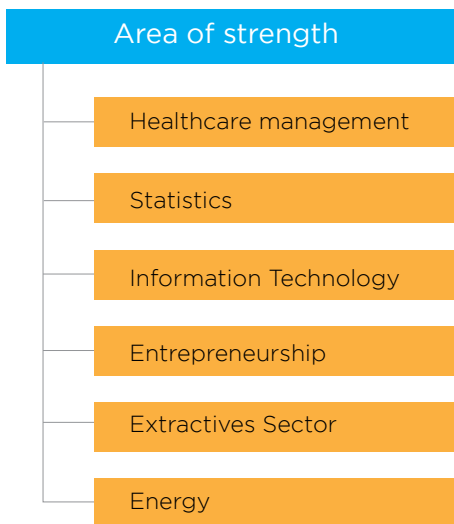 Area of strength
Healthcare management
Statistics
Information Technology
Entrepreneurship
Extractives Sector
Energy